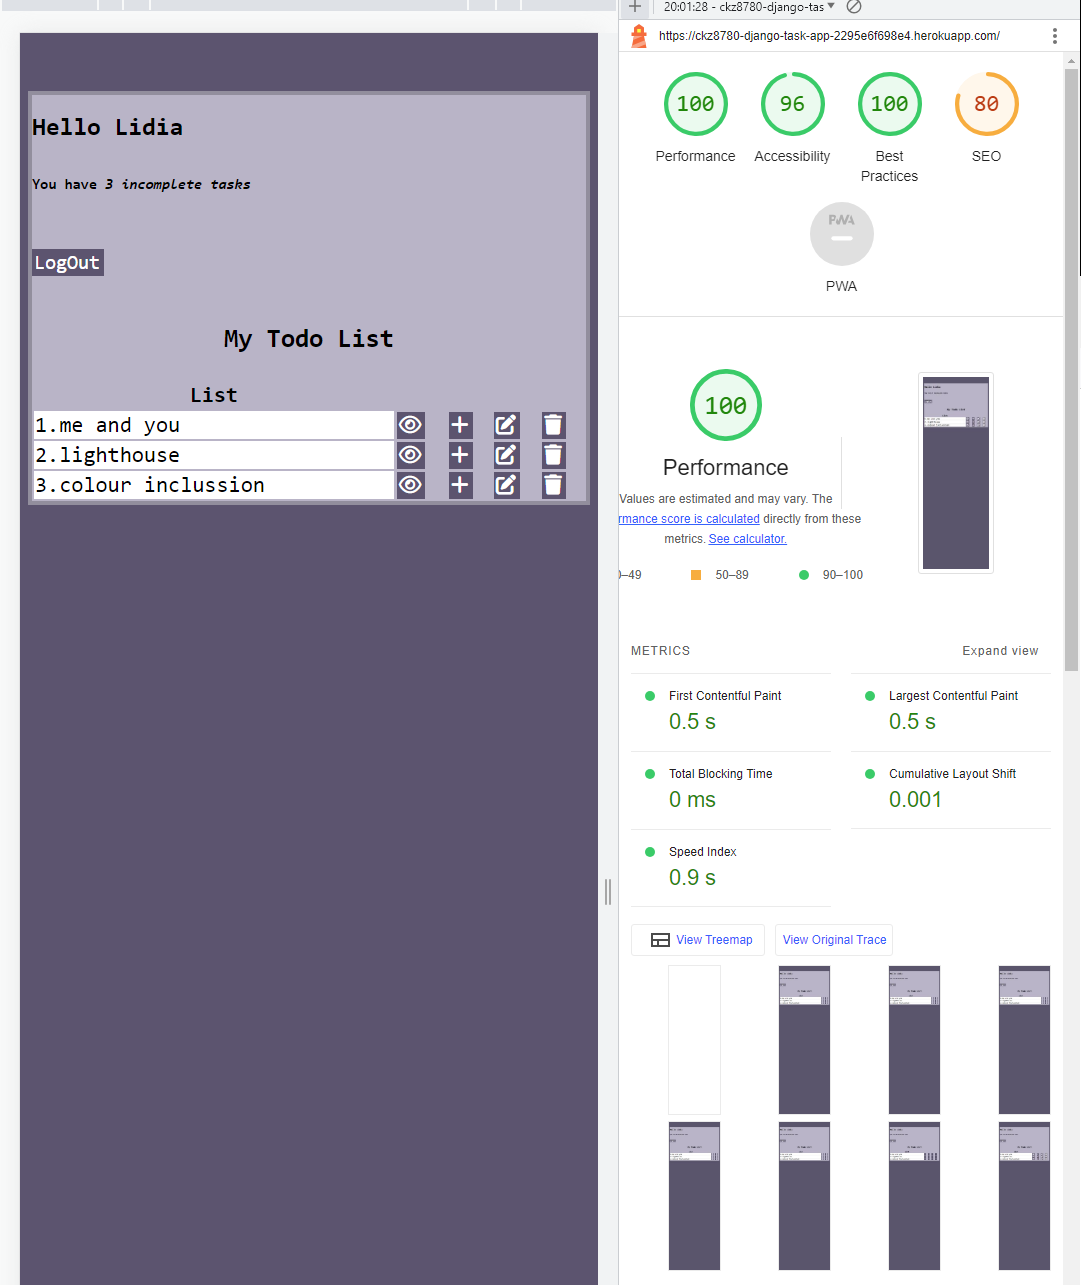 Hello Lidia
You have 3 incomplete tasks
LogOut
My Todo List
List
1.me and you
2.lighthouse
3.colour inclussion
20:01:28 - ckz8780-django-tas
https://ckz8780-django-task-app-2295e6f698e4.herokuapp.com/
100
96
100
80
Performance
Accessibility
Best
Practices
SEO
PWA
PWA
100
Performance
Values are estimated and may vary. The
rmance score is calculated directly from these
metrics. See calculator.
–49
50–89
90–100
METRICS
Expand view
First Contentful Paint
0.5 s
Largest Contentful Paint
0.5 s
Total Blocking Time
0 ms
Cumulative Layout Shift
0.001
Speed Index
0.9 s
View Treemap
View Original Trace